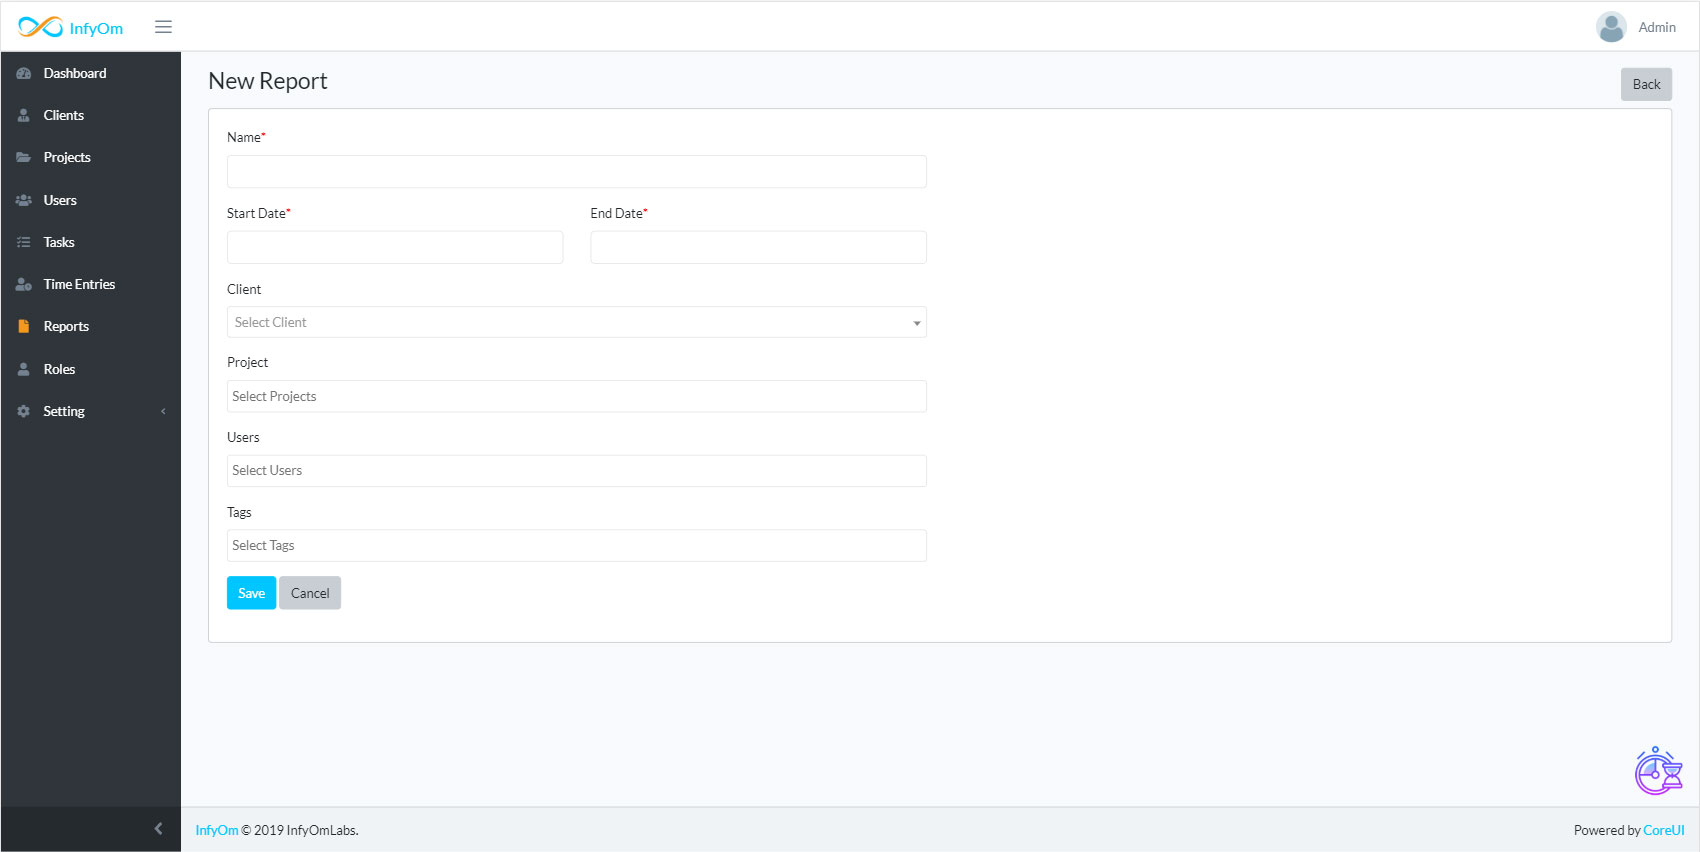 InfyOm
Admin
Dashboard
Clients
Projects
Users
Tasks
Time Entries
Reports
Roles
Setting
New Report
Back
Name*
Start Date*
End Date*
Client
Select Client
Project
Select Projects
Users
Select Users
Tags
Select Tags
Save
Cancel
InfyOm © 2019 InfyOmLabs.
Powered by CoreUI